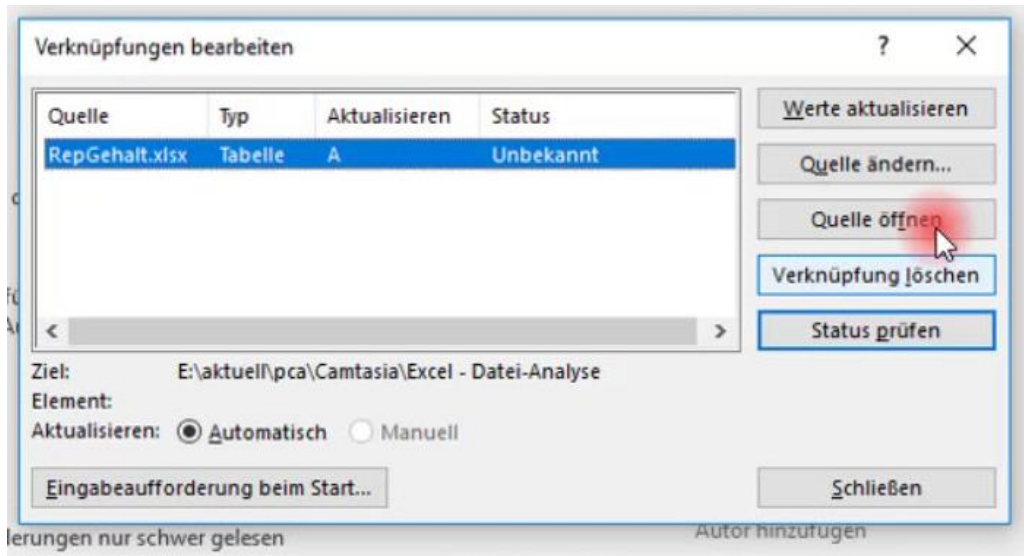 Verknüpfungen bearbeiten
Quelle Typ Aktualisieren Status
RepGehalt.xlsx Tabelle A Unbekannt
Werte aktualisieren
Quelle ändern...
Quelle öffnen
Verknüpfung löschen
Status prüfen
Ziel: E:\aktuell\pca\Camtasia\Excel - Datei-Analyse
Element:
Aktualisieren: Automatisch Manuell
Eingabeaufforderung beim Start...
Schließen
derungen nur schwer gelesen
Autor hinzufügen